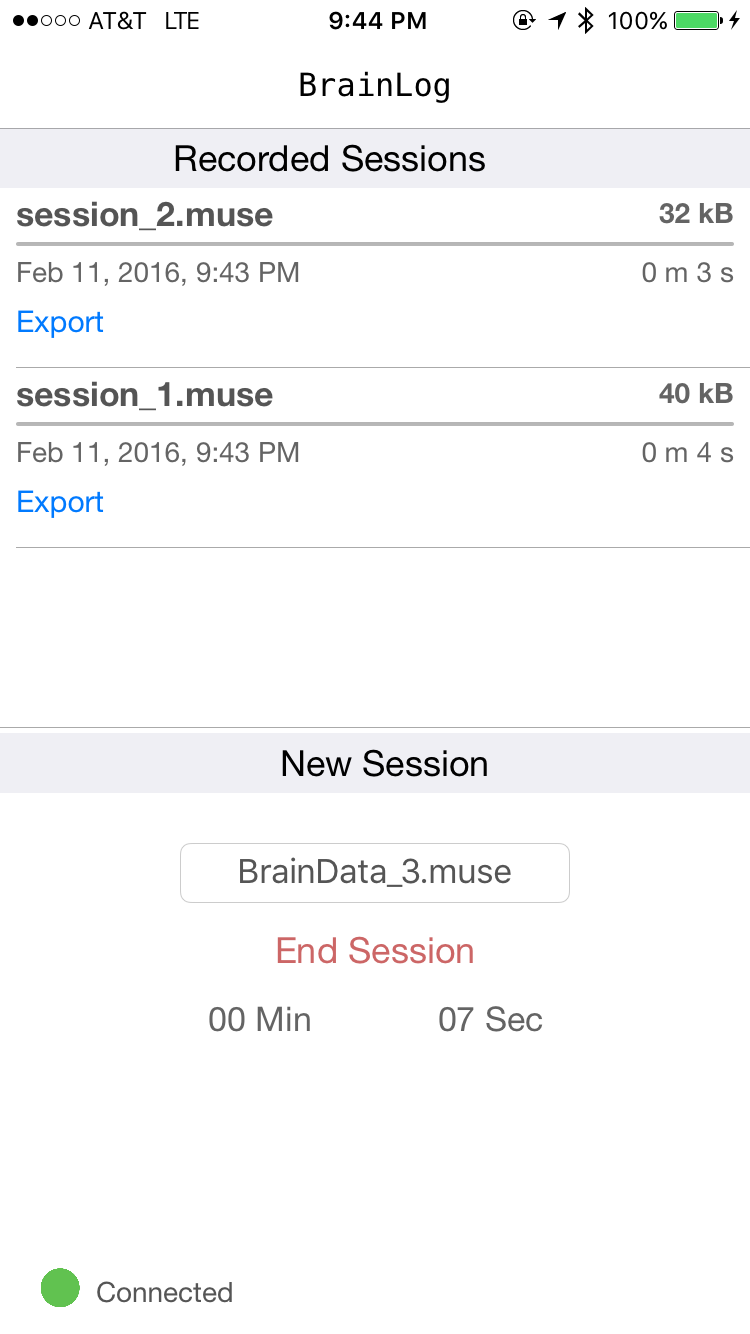 AT&T LTE 9:44 PM 100%
BrainLog
Recorded Sessions
session_2.muse 32 kB
Feb 11, 2016, 9:43 PM 0 m 3 s
Export
session_1.muse 40 kB
Feb 11, 2016, 9:43 PM 0 m 4 s
Export
New Session
BrainData_3.muse
End Session
00 Min 07 Sec
Connected